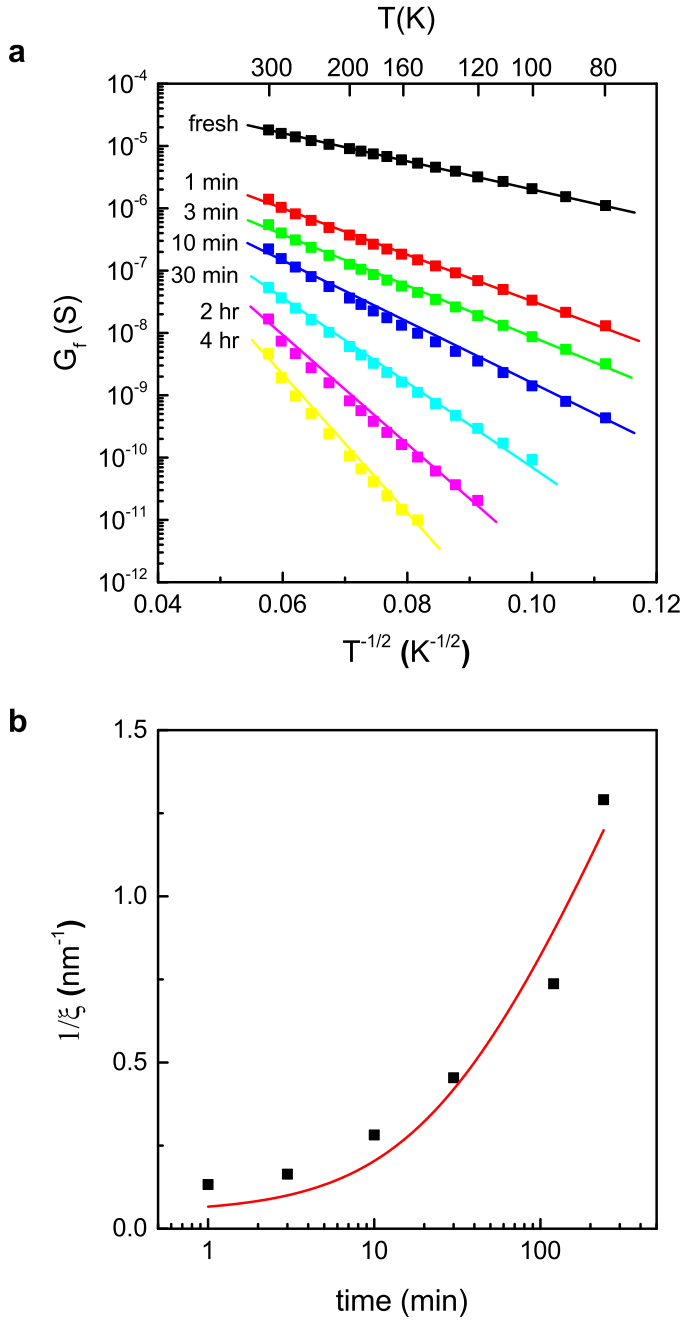 T(K)
a
300 200 160 120 100 80
10⁻⁴
fresh
10⁻⁵
1 min
10⁻⁶
3 min
10 min
10⁻⁷
30 min
G_f (S)
10⁻⁸
2 hr
4 hr
10⁻⁹
10⁻¹⁰
10⁻¹¹
10⁻¹²
0.04 0.06 0.08 0.10 0.12
T⁻¹/² (K⁻¹/²)
b
1.5
1.0
1/ξ (nm⁻¹)
0.5
0.0
1 10 100
time (min)